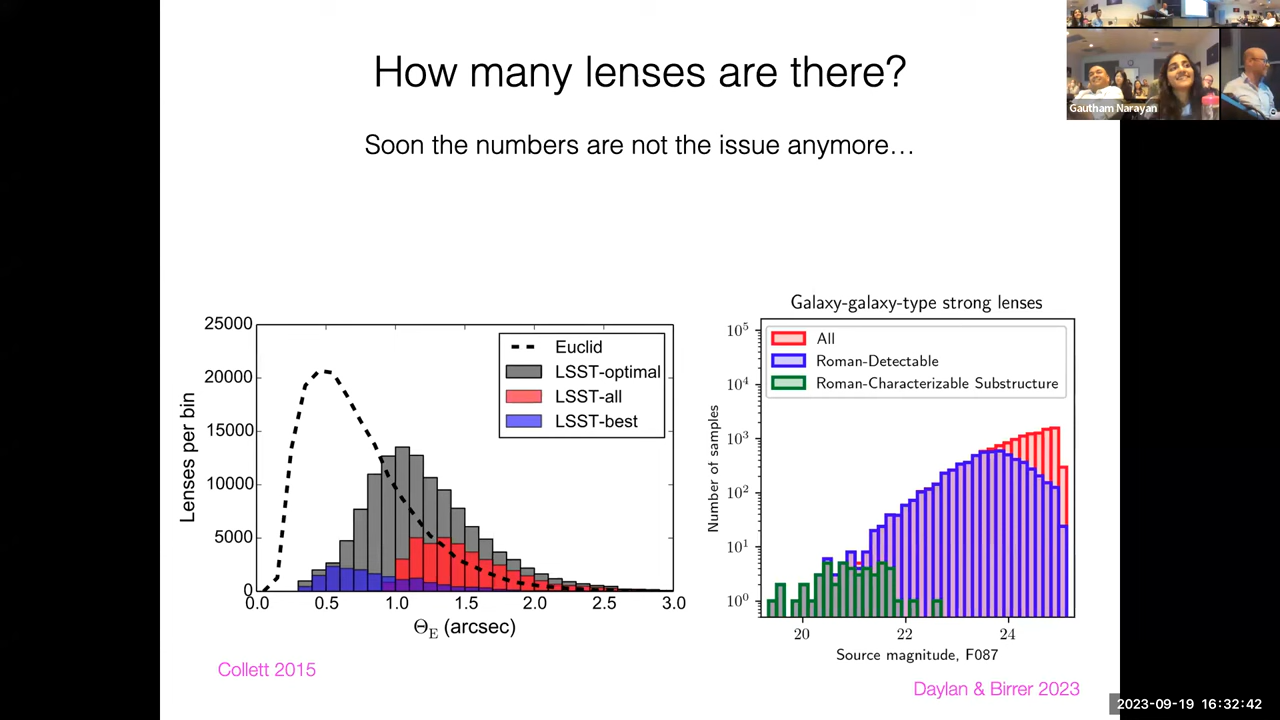 How many lenses are there?
Gautham Narayan
Soon the numbers are not the issue anymore…
25000
20000
15000
10000
5000
0
Lenses per bin
Euclid
LSST-optimal
LSST-all
LSST-best
0.0 0.5 1.0 1.5 2.0 2.5 3.0
Θ_E (arcsec)
Collett 2015
Galaxy-galaxy-type strong lenses
10⁵
10⁴
10³
10²
10¹
10⁰
Number of samples
All
Roman-Detectable
Roman-Characterizable Substructure
20 22 24
Source magnitude, F087
Daylan & Birrer 2023
2023-09-19 16:32:42